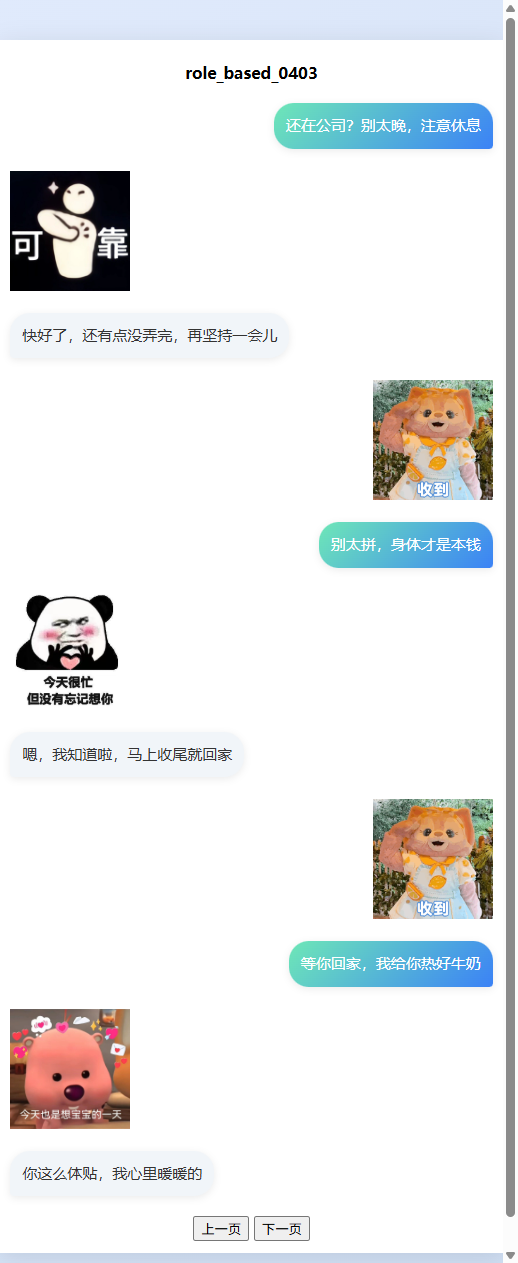 role_based_0403
还在公司？别太晚，注意休息
可 靠
快好了，还有点没弄完，再坚持一会儿
收到
别太拼，身体才是本钱
今天很忙
但没有忘记想你
嗯，我知道啦，马上收尾就回家
收到
等你回家，我给你热好牛奶
今天也是想宝宝的一天
你这么体贴，我心里暖暖的
上一页 下一页